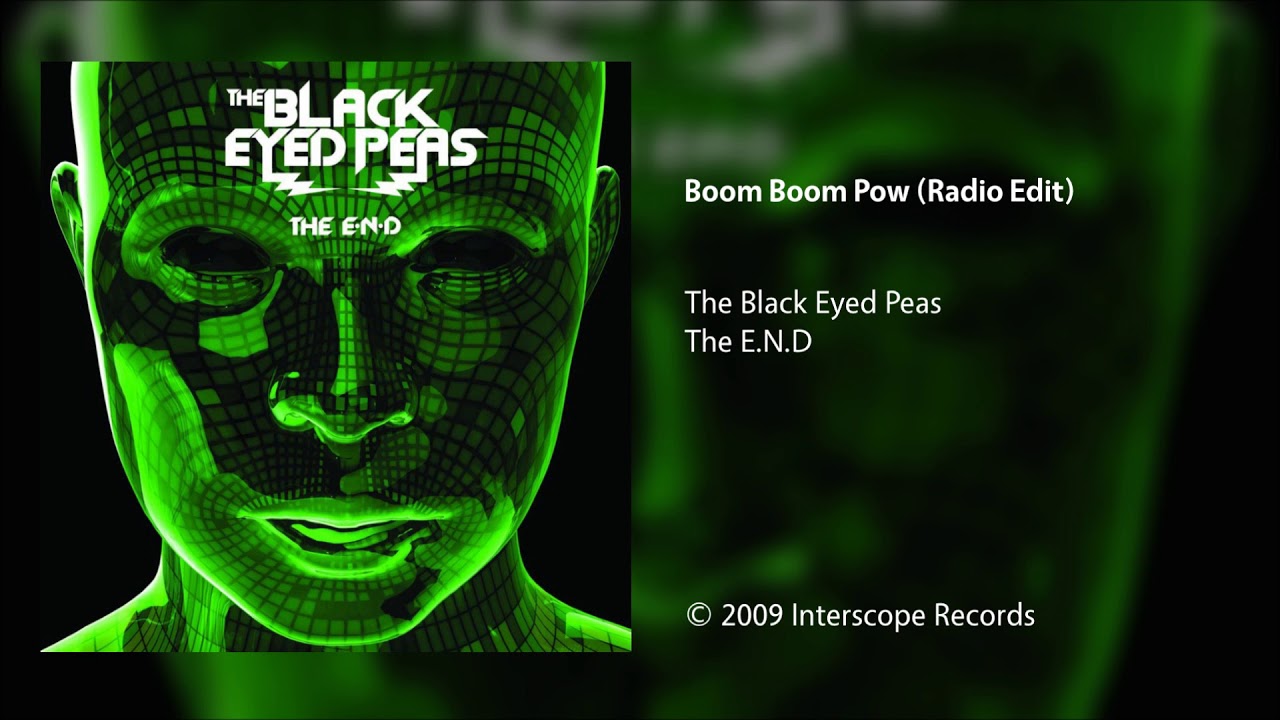 THE BLACK
EYED PEAS
THE E·N·D
Boom Boom Pow (Radio Edit)
The Black Eyed Peas
The E.N.D
© 2009 Interscope Records